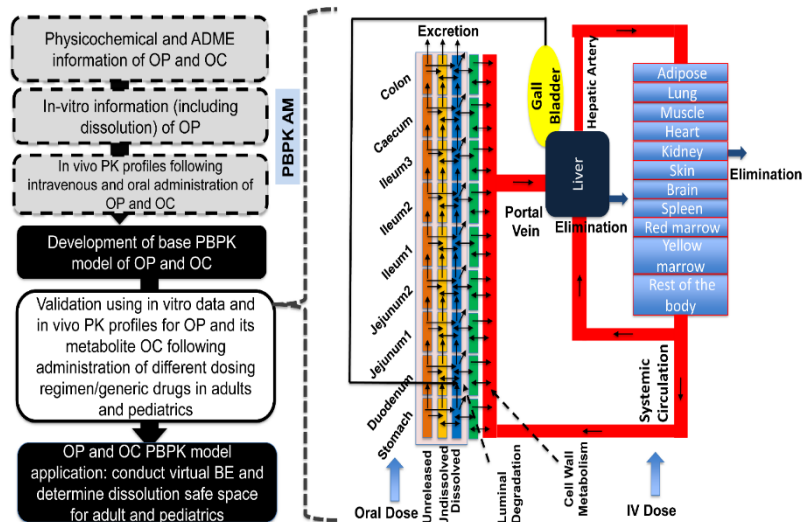 Physicochemical and ADME
information of OP and OC
In-vitro information (including
dissolution) of OP
In vivo PK profiles following
intravenous and oral administration of
OP and OC
Development of base PBPK
model of OP and OC
Validation using in vitro data and
in vivo PK profiles for OP and its
metabolite OC following
administration of different dosing
regimen/generic drugs in adults
and pediatrics
OP and OC PBPK model
application: conduct virtual BE and
determine dissolution safe space
for adult and pediatrics
PBPK AM
Excretion
Colon
Caecum
Ileum3
Ileum2
Ileum1
Jejunum2
Jejunum1
Duodenum
Stomach
Oral Dose
Unreleased
Undissolved
Dissolved
Luminal
Degradation
Cell Wall
Metabolism
Gall
Bladder
Liver
Portal
Vein
Elimination
Hepatic Artery
Adipose
Lung
Muscle
Heart
Kidney
Skin
Brain
Spleen
Red marrow
Yellow
marrow
Rest of the
body
Elimination
Systemic
Circulation
IV Dose